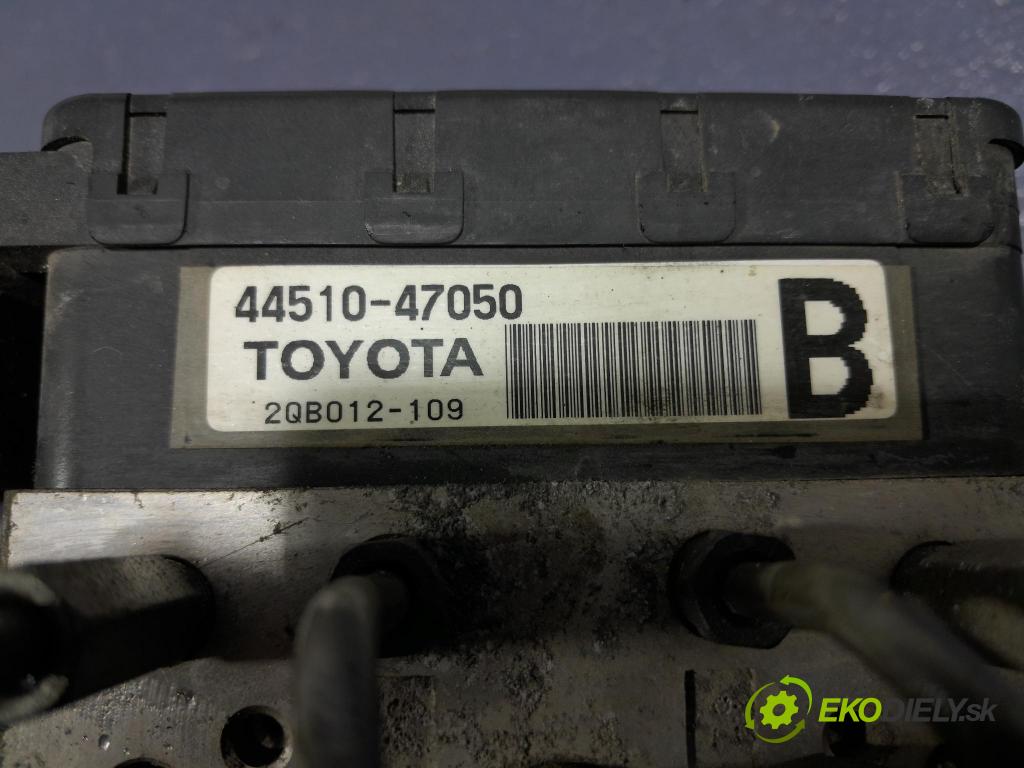 44510-47050
TOYOTA
2QB012-109
B
EKODIELY.sk